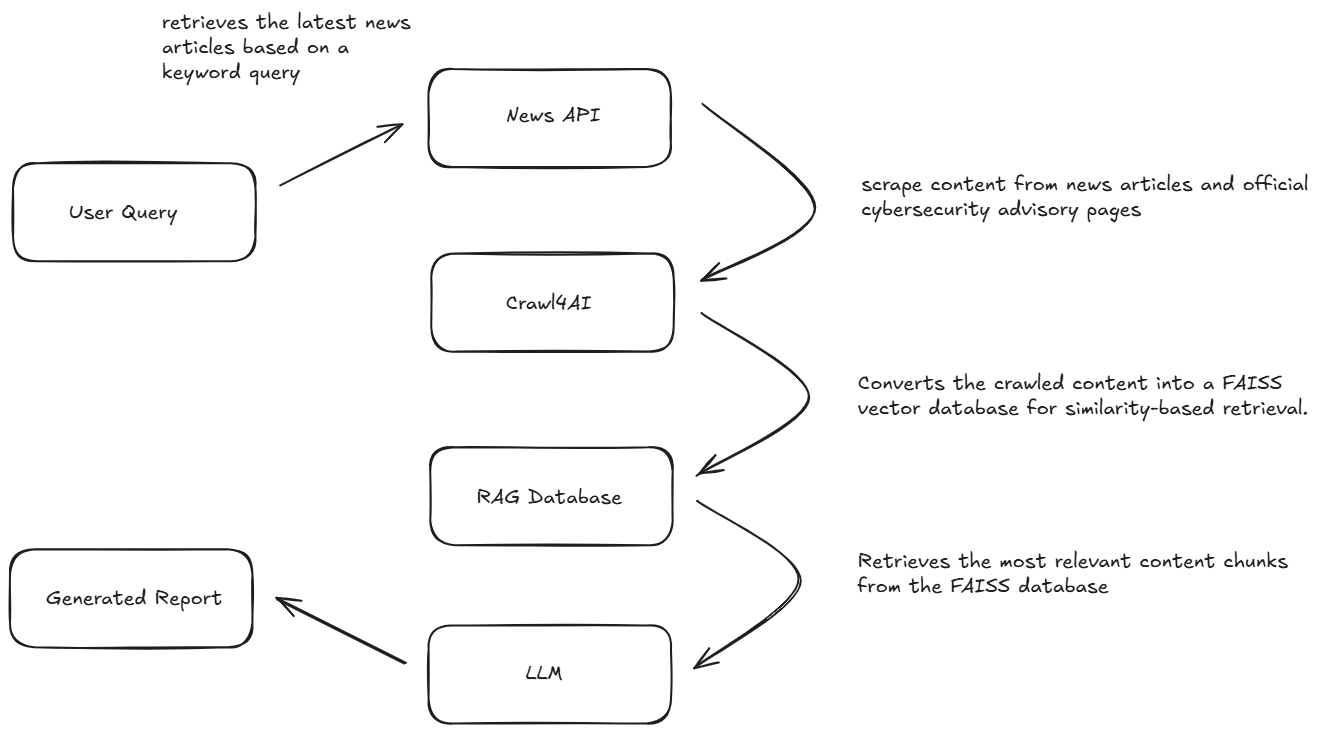 retrieves the latest news
articles based on a
keyword query
News API
User Query
scrape content from news articles and official
cybersecurity advisory pages
Crawl4AI
Converts the crawled content into a FAISS
vector database for similarity-based retrieval.
RAG Database
Retrieves the most relevant content chunks
from the FAISS database
Generated Report
LLM